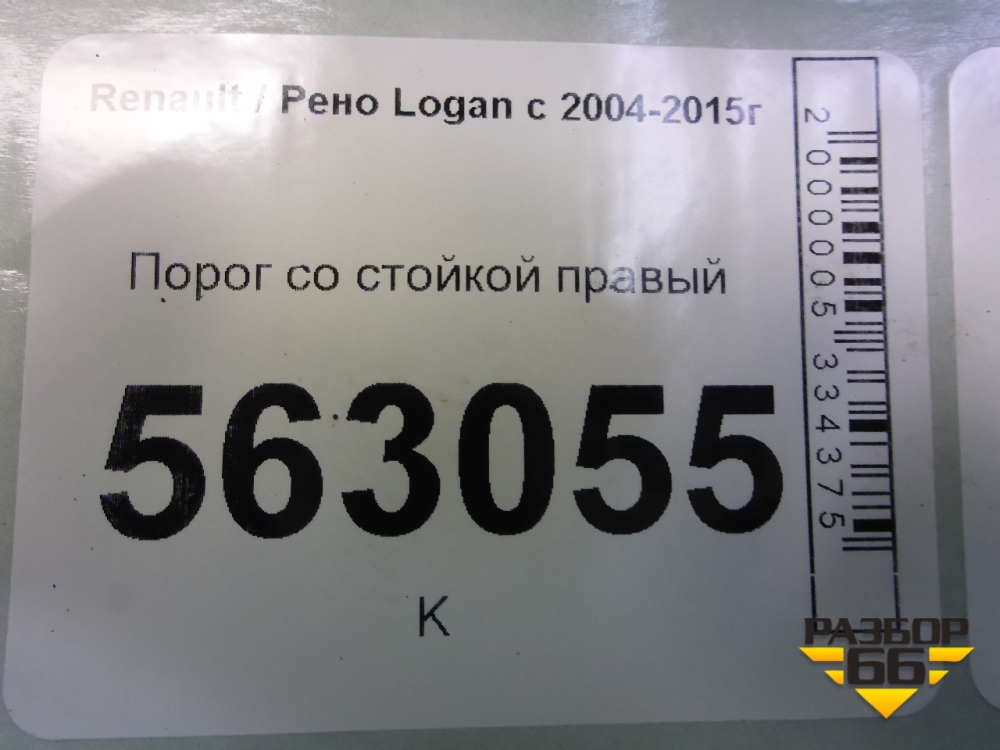 Renault / Рено Logan с 2004-2015г
Порог со стойкой правый
563055
К
2000005334375
РАЗБОР
66